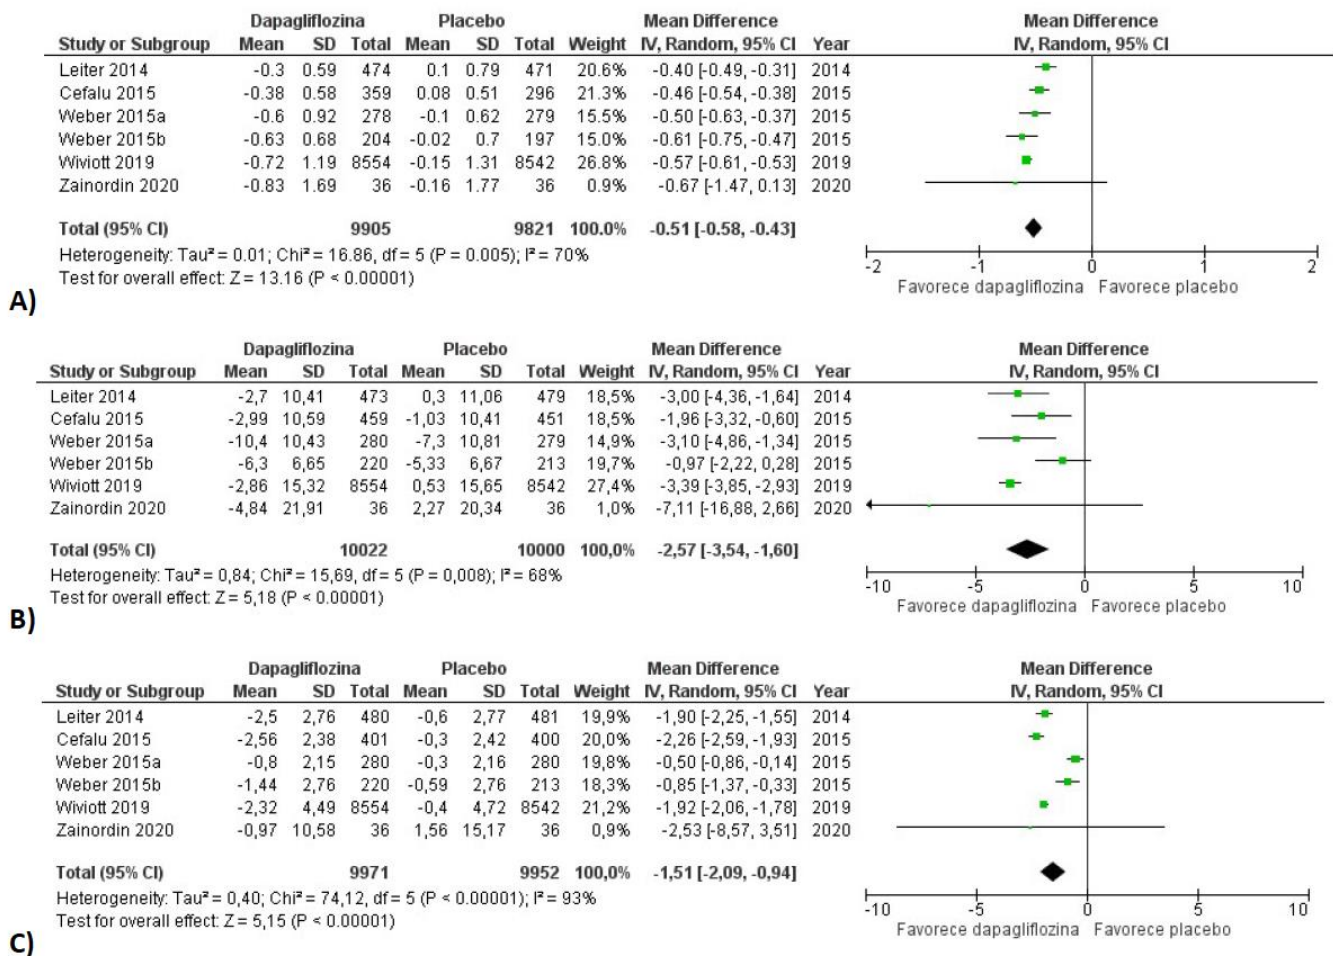 Dapagliflozina Placebo Mean Difference Mean Difference
Study or Subgroup Mean SD Total Mean SD Total Weight IV, Random, 95% CI Year IV, Random, 95% CI
Leiter 2014 -0.3 0.59 474 0.1 0.79 471 20.6% -0.40 [-0.49, -0.31] 2014
Cefalu 2015 -0.38 0.58 359 0.08 0.51 296 21.3% -0.46 [-0.54, -0.38] 2015
Weber 2015a -0.6 0.92 278 -0.1 0.62 279 15.5% -0.50 [-0.63, -0.37] 2015
Weber 2015b -0.63 0.68 204 -0.02 0.7 197 15.0% -0.61 [-0.75, -0.47] 2015
Wiviott 2019 -0.72 1.19 8554 -0.15 1.31 8542 26.8% -0.57 [-0.61, -0.53] 2019
Zainordin 2020 -0.83 1.69 36 -0.16 1.77 36 0.9% -0.67 [-1.47, 0.13] 2020
Total (95% CI) 9905 9821 100.0% -0.51 [-0.58, -0.43]
Heterogeneity: Tau² = 0.01; Chi² = 16.86, df = 5 (P = 0.005); I² = 70%
Test for overall effect: Z = 13.16 (P < 0.00001)
-2 -1 0 1 2
Favorece dapagliflozina Favorece placebo
A)
Dapagliflozina Placebo Mean Difference Mean Difference
Study or Subgroup Mean SD Total Mean SD Total Weight IV, Random, 95% CI Year IV, Random, 95% CI
Leiter 2014 -2,7 10,41 473 0,3 11,06 479 18,5% -3,00 [-4,36, -1,64] 2014
Cefalu 2015 -2,99 10,59 459 -1,03 10,41 451 18,5% -1,96 [-3,32, -0,60] 2015
Weber 2015a -10,4 10,43 280 -7,3 10,81 279 14,9% -3,10 [-4,86, -1,34] 2015
Weber 2015b -6,3 6,65 220 -5,33 6,67 213 19,7% -0,97 [-2,22, 0,28] 2015
Wiviott 2019 -2,86 15,32 8554 0,53 15,65 8542 27,4% -3,39 [-3,85, -2,93] 2019
Zainordin 2020 -4,84 21,91 36 2,27 20,34 36 1,0% -7,11 [-16,88, 2,66] 2020
Total (95% CI) 10022 10000 100,0% -2,57 [-3,54, -1,60]
Heterogeneity: Tau² = 0,84; Chi² = 15,69, df = 5 (P = 0,008); I² = 68%
Test for overall effect: Z = 5,18 (P < 0.00001)
-10 -5 0 5 10
Favorece dapagliflozina Favorece placebo
B)
Dapagliflozina Placebo Mean Difference Mean Difference
Study or Subgroup Mean SD Total Mean SD Total Weight IV, Random, 95% CI Year IV, Random, 95% CI
Leiter 2014 -2,5 2,76 480 -0,6 2,77 481 19,9% -1,90 [-2,25, -1,55] 2014
Cefalu 2015 -2,56 2,38 401 -0,3 2,42 400 20,0% -2,26 [-2,59, -1,93] 2015
Weber 2015a -0,8 2,15 280 -0,3 2,16 280 19,8% -0,50 [-0,86, -0,14] 2015
Weber 2015b -1,44 2,76 220 -0,59 2,76 213 18,3% -0,85 [-1,37, -0,33] 2015
Wiviott 2019 -2,32 4,49 8554 -0,4 4,72 8542 21,2% -1,92 [-2,06, -1,78] 2019
Zainordin 2020 -0,97 10,58 36 1,56 15,17 36 0,9% -2,53 [-8,57, 3,51] 2020
Total (95% CI) 9971 9952 100,0% -1,51 [-2,09, -0,94]
Heterogeneity: Tau² = 0,40; Chi² = 74,12, df = 5 (P < 0.00001); I² = 93%
Test for overall effect: Z = 5,15 (P < 0.00001)
-10 -5 0 5 10
Favorece dapagliflozina Favorece placebo
C)